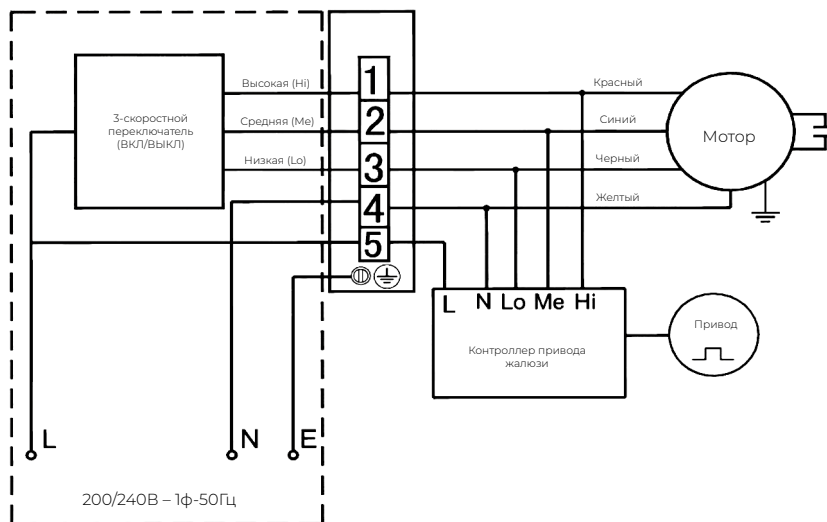 3-скоростной
переключатель
(ВКЛ/ВЫКЛ)
Высокая (Hi)
Средняя (Me)
Низкая (Lo)
1
2
3
4
5
Красный
Синий
Черный
Желтый
Мотор
L
N
Lo
Me
Hi
Контроллер привода
жалюзи
Привод
L
N
E
200/240В – 1ф-50Гц